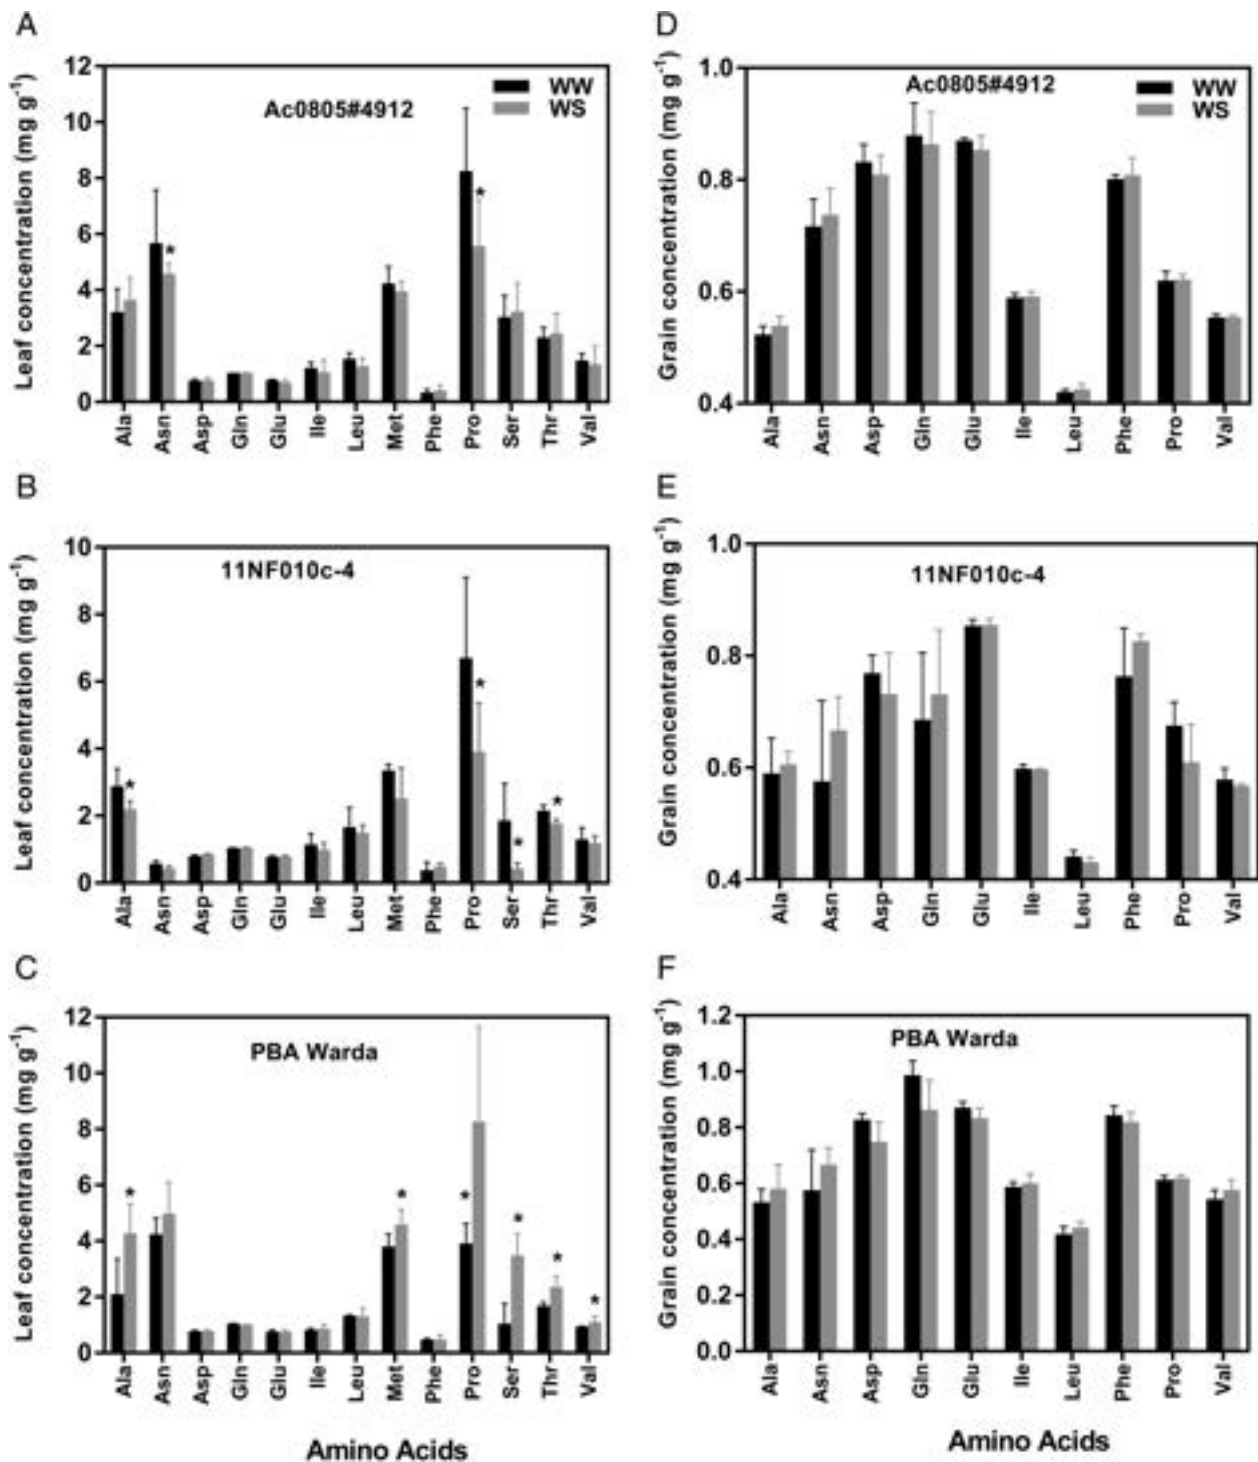 A
Leaf concentration (mg g-1)
12
10
8
6
4
2
0
Ac0805#4912
WW
WS
*
*
Ala Asn Asp Gln Glu Ile Leu Met Phe Pro Ser Thr Val
D
Grain concentration (mg g-1)
1.0
0.8
0.6
0.4
Ac0805#4912
WW
WS
Ala Asn Asp Gln Glu Ile Leu Phe Pro Val
B
Leaf concentration (mg g-1)
10
8
6
4
2
0
11NF010c-4
*
*
*
*
Ala Asn Asp Gln Glu Ile Leu Met Phe Pro Ser Thr Val
E
Grain concentration (mg g-1)
1.0
0.8
0.6
0.4
11NF010c-4
Ala Asn Asp Gln Glu Ile Leu Phe Pro Val
C
Leaf concentration (mg g-1)
12
10
8
6
4
2
0
PBA Warda
*
*
*
*
*
*
Ala Asn Asp Gln Glu Ile Leu Met Phe Pro Ser Thr Val
Amino Acids
F
Grain concentration (mg g-1)
1.2
1.0
0.8
0.6
0.4
0.2
0.0
PBA Warda
Ala Asn Asp Gln Glu Ile Leu Phe Pro Val
Amino Acids